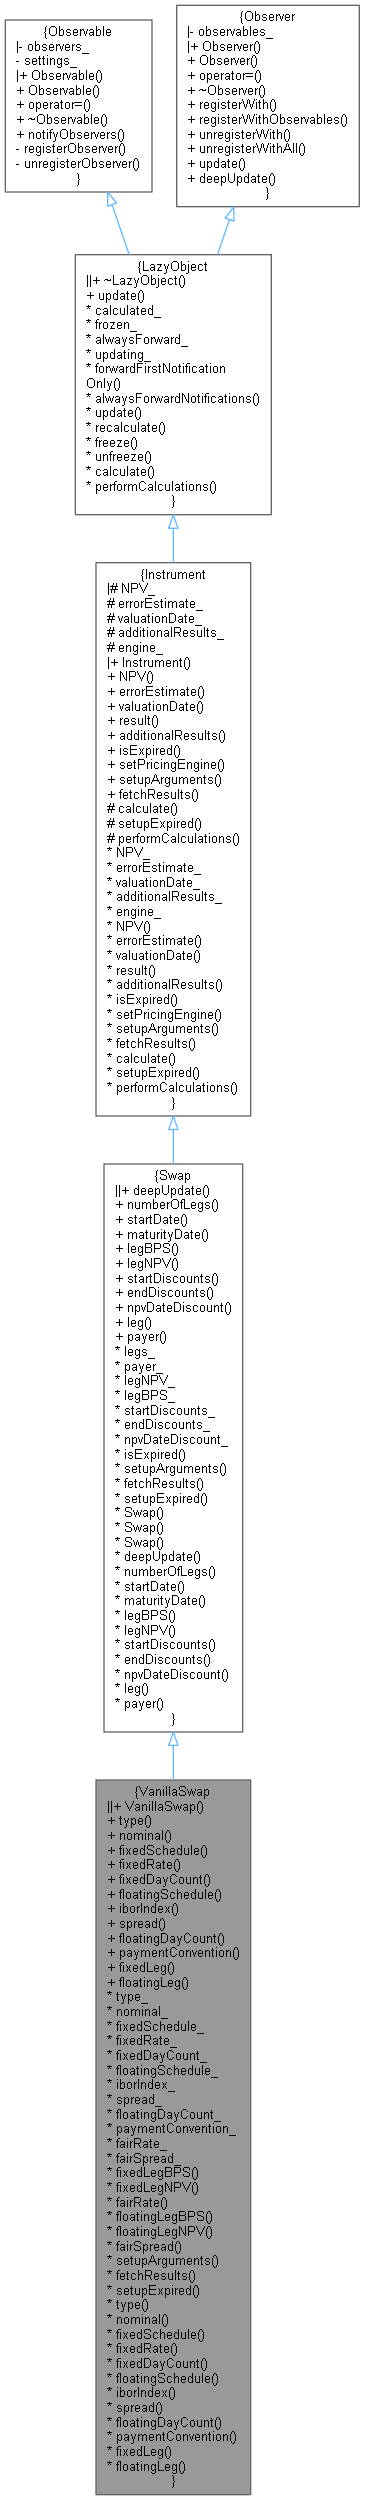 {Observable
|- observers_
- settings_
|+ Observable()
+ Observable()
+ operator=()
+ ~Observable()
+ notifyObservers()
- registerObserver()
- unregisterObserver()
}
{Observer
|- observables_
|+ Observer()
+ Observer()
+ operator=()
+ ~Observer()
+ registerWith()
+ registerWithObservables()
+ unregisterWith()
+ unregisterWithAll()
+ update()
+ deepUpdate()
}
{LazyObject
||+ ~LazyObject()
+ update()
* calculated_
* frozen_
* alwaysForward_
* updating_
* forwardFirstNotification
Only()
* alwaysForwardNotifications()
* update()
* recalculate()
* freeze()
* unfreeze()
* calculate()
* performCalculations()
}
{Instrument
|# NPV_
# errorEstimate_
# valuationDate_
# additionalResults_
# engine_
|+ Instrument()
+ NPV()
+ errorEstimate()
+ valuationDate()
+ result()
+ additionalResults()
+ isExpired()
+ setPricingEngine()
+ setupArguments()
+ fetchResults()
# calculate()
# setupExpired()
# performCalculations()
* NPV_
* errorEstimate_
* valuationDate_
* additionalResults_
* engine_
* NPV()
* errorEstimate()
* valuationDate()
* result()
* additionalResults()
* isExpired()
* setPricingEngine()
* setupArguments()
* fetchResults()
* calculate()
* setupExpired()
* performCalculations()
}
{Swap
||+ deepUpdate()
+ numberOfLegs()
+ startDate()
+ maturityDate()
+ legBPS()
+ legNPV()
+ startDiscounts()
+ endDiscounts()
+ npvDateDiscount()
+ leg()
+ payer()
* legs_
* payer_
* legNPV_
* legBPS_
* startDiscounts_
* endDiscounts_
* npvDateDiscount_
* isExpired()
* setupArguments()
* fetchResults()
* setupExpired()
* Swap()
* Swap()
* Swap()
* deepUpdate()
* numberOfLegs()
* startDate()
* maturityDate()
* legBPS()
* legNPV()
* startDiscounts()
* endDiscounts()
* npvDateDiscount()
* leg()
* payer()
}
{VanillaSwap
||+ VanillaSwap()
+ type()
+ nominal()
+ fixedSchedule()
+ fixedRate()
+ fixedDayCount()
+ floatingSchedule()
+ iborIndex()
+ spread()
+ floatingDayCount()
+ paymentConvention()
+ fixedLeg()
+ floatingLeg()
* type_
* nominal_
* fixedSchedule_
* fixedRate_
* fixedDayCount_
* floatingSchedule_
* iborIndex_
* spread_
* floatingDayCount_
* paymentConvention_
* fairRate_
* fairSpread_
* fixedLegBPS()
* fixedLegNPV()
* fairRate()
* floatingLegBPS()
* floatingLegNPV()
* fairSpread()
* setupArguments()
* fetchResults()
* setupExpired()
* type()
* nominal()
* fixedSchedule()
* fixedRate()
* fixedDayCount()
* floatingSchedule()
* iborIndex()
* spread()
* floatingDayCount()
* paymentConvention()
* fixedLeg()
* floatingLeg()
}